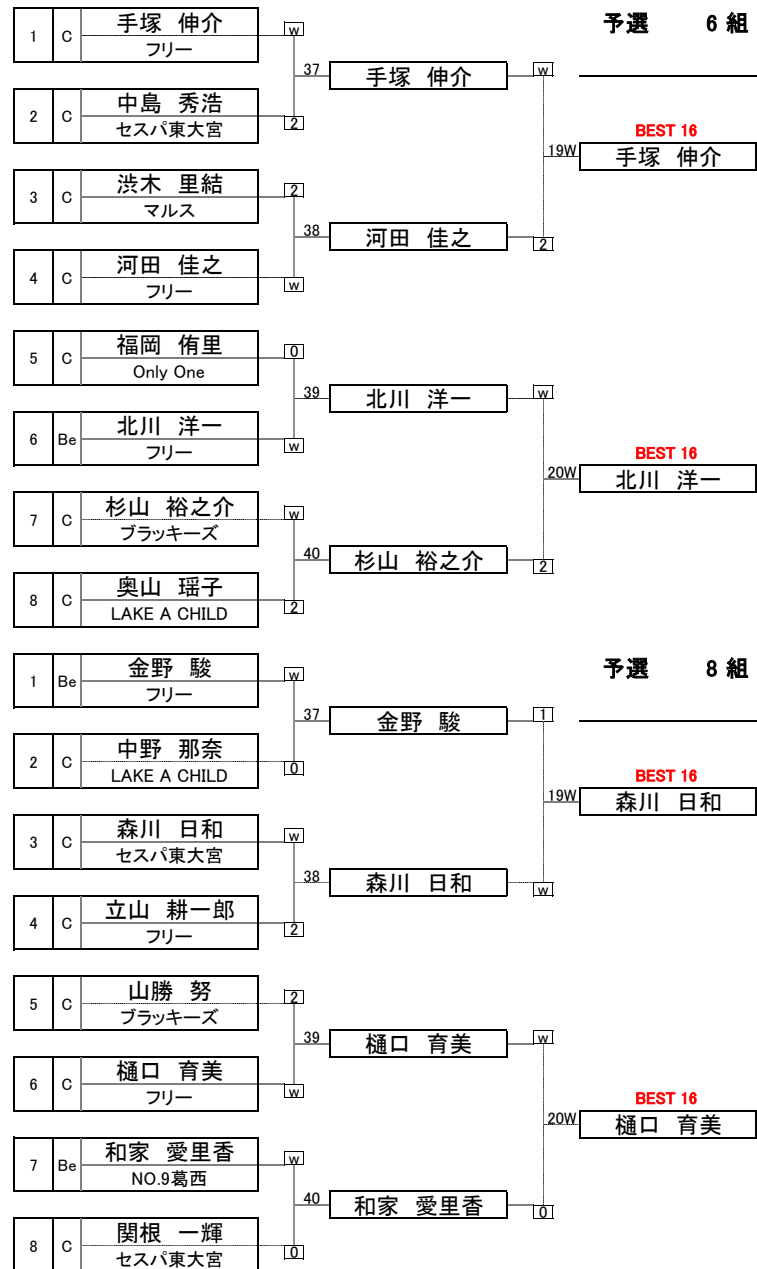 予選 6 組
1 C 手塚 伸介 W
フリー
37 手塚 伸介 W
2 C 中島 秀浩 2
セスパ東大宮
BEST 16
19W 手塚 伸介
3 C 渋木 里結 2
マルス
38 河田 佳之 2
4 C 河田 佳之 W
フリー
5 C 福岡 侑里 0
Only One
39 北川 洋一 W
6 Be 北川 洋一 W
フリー
BEST 16
20W 北川 洋一
7 C 杉山 裕之介 W
ブラッキーズ
40 杉山 裕之介 2
8 C 奥山 瑶子 2
LAKE A CHILD
予選 8 組
1 Be 金野 駿 W
フリー
37 金野 駿 1
2 C 中野 那奈 0
LAKE A CHILD
BEST 16
19W 森川 日和
3 C 森川 日和 W
セスパ東大宮
38 森川 日和 W
4 C 立山 耕一郎 2
フリー
5 C 山勝 努 2
ブラッキーズ
39 樋口 育美 W
6 C 樋口 育美 W
フリー
BEST 16
20W 樋口 育美
7 Be 和家 愛里香 W
NO.9葛西
40 和家 愛里香 0
8 C 関根 一輝 0
セスパ東大宮